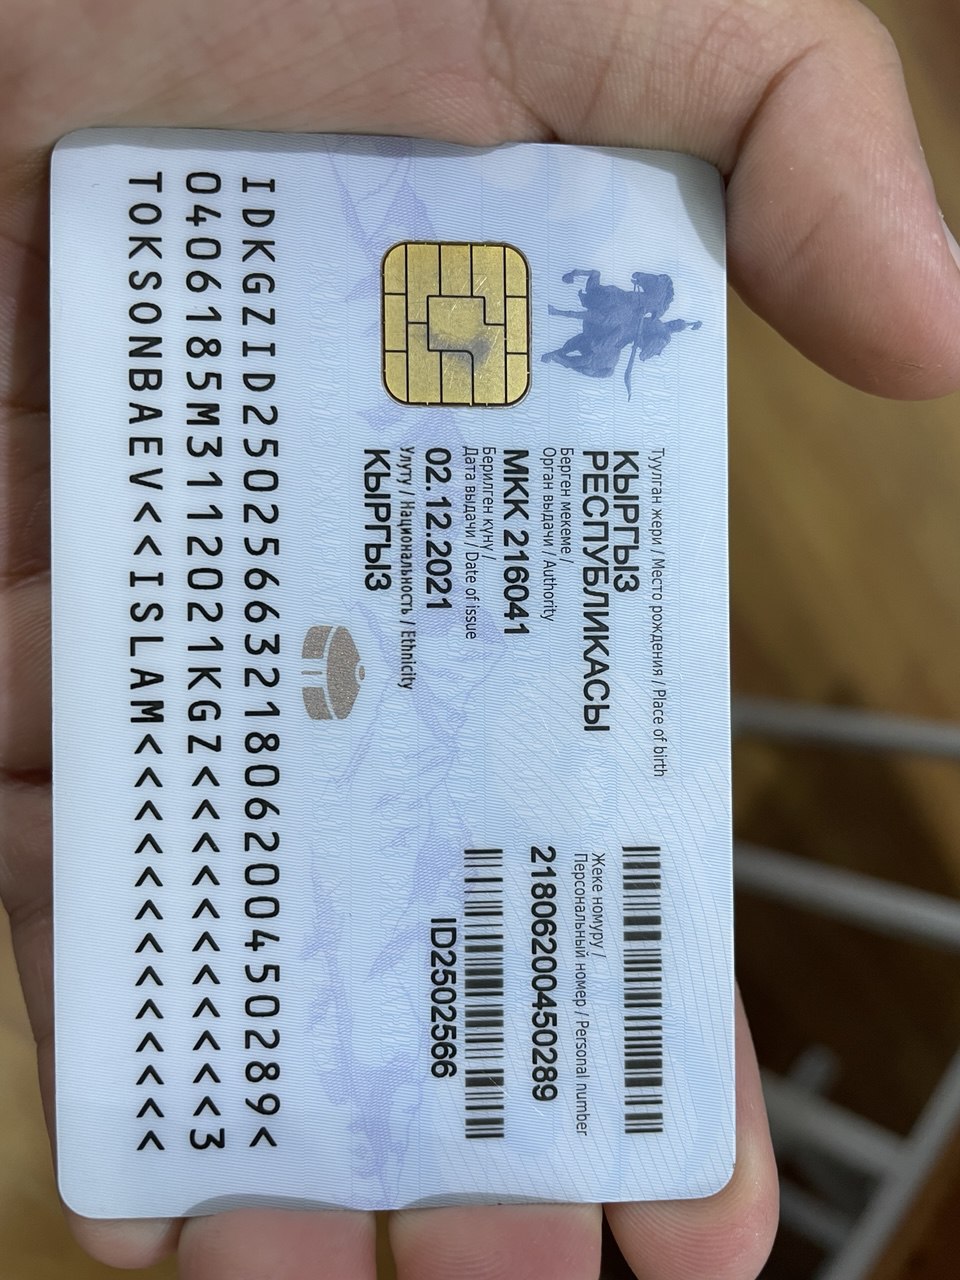 Туулган жери / Место рождения / Place of birth
КЫРГЫЗ
РЕСПУБЛИКАСЫ
Берген мекеме /
Орган выдачи / Authority
МКК 216041
Берилген күнү /
Дата выдачи / Date of issue
02.12.2021
Улуту / Национальность / Ethnicity
КЫРГЫЗ
Жеке номуру /
Персональный номер / Personal number
21806200450289
ID2502566
IDKGZID2502566321806200450289<
0406185M3112021KGZ<<<<<<<<<<<3
TOKSONBAEV<<ISLAM<<<<<<<<<<<<<